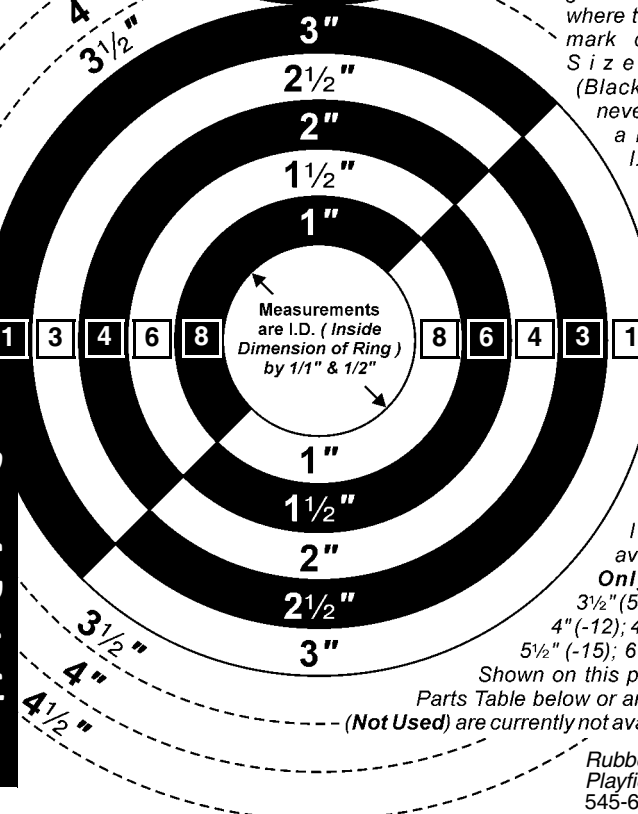 4"
3½"
where t
mark
Size
(Black
neve
a
I.
3"
2½"
2"
1½"
1"
Measurements
are I.D. ( Inside
Dimension of Ring )
by 1/1" & 1/2"
1 3 4 6 8 8 6 4 3 1
1"
1½"
2"
2½"
3"
3½"
4"
4½"
I
av
Only
3½" (5
4" (-12); 4
5½" (-15); 6
Shown on this p
Parts Table below or ar
(Not Used) are currently not ava
Rubbe
Playfie
545-6